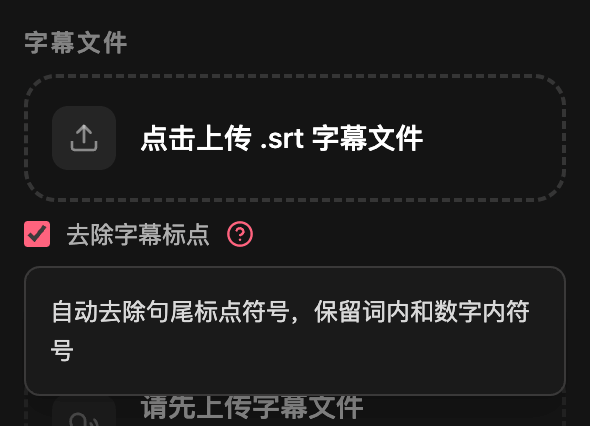 字幕文件
点击上传 .srt 字幕文件
去除字幕标点 ?
自动去除句尾标点符号，保留词内和数字内符
号
请先上传字幕文件